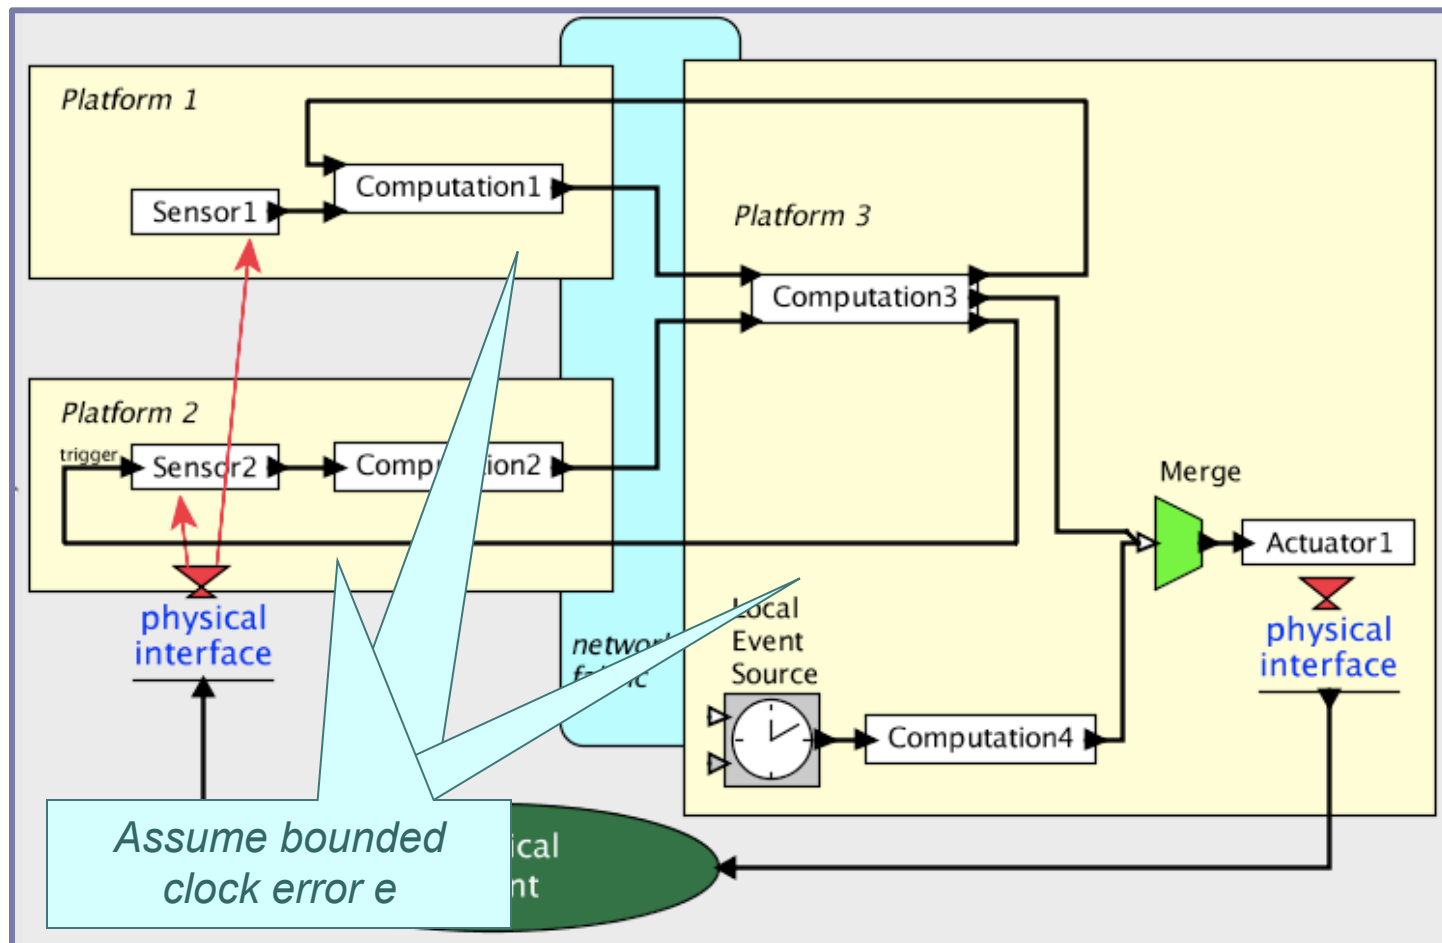 Platform 1
Computation1
Sensor1
Platform 3
Computation3
Platform 2
trigger
Sensor2
Merge
Actuator1
physical
interface
Local
Event
Source
physical
interface
Computation4
Assume bounded
clock error e